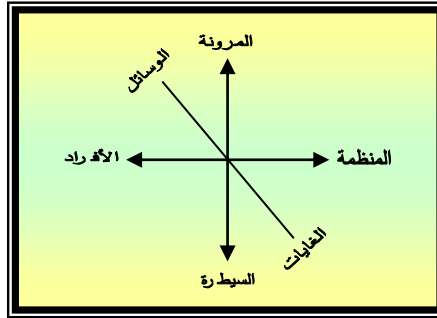 المرونة
الوسائل
المنظمة
الأفراد
الغايات
السيطرة